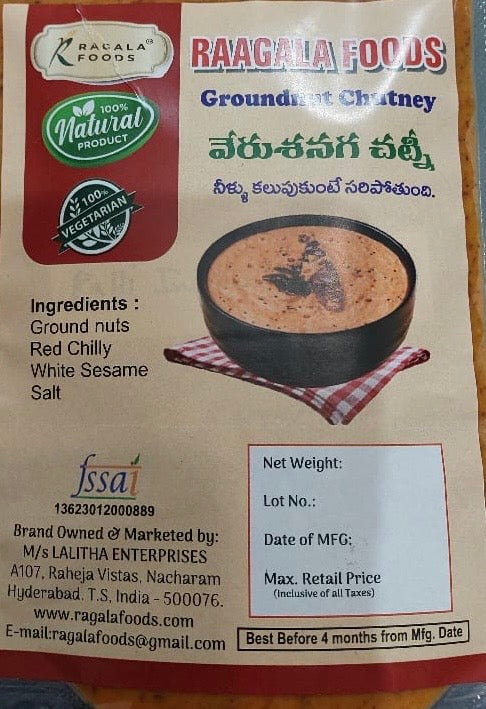 RAGALA®
FOODS
RAAGALA FOODS
Groundnut Chutney
100%
Natural
PRODUCT
వేరుశనగ చట్నీ
నీళ్ళు కలుపుకుంటే సరిపోతుంది.
100%
VEGETARIAN
Ingredients :
Ground nuts
Red Chilly
White Sesame
Salt
fssai
13623012000889
Brand Owned & Marketed by:
M/s LALITHA ENTERPRISES
A107, Raheja Vistas, Nacharam
Hyderabad. T.S, India - 500076.
www.ragalafoods.com
E-mail:ragalafoods@gmail.com
Net Weight:
Lot No.:
Date of MFG:
Max. Retail Price
(Inclusive of all Taxes)
Best Before 4 months from Mfg. Date